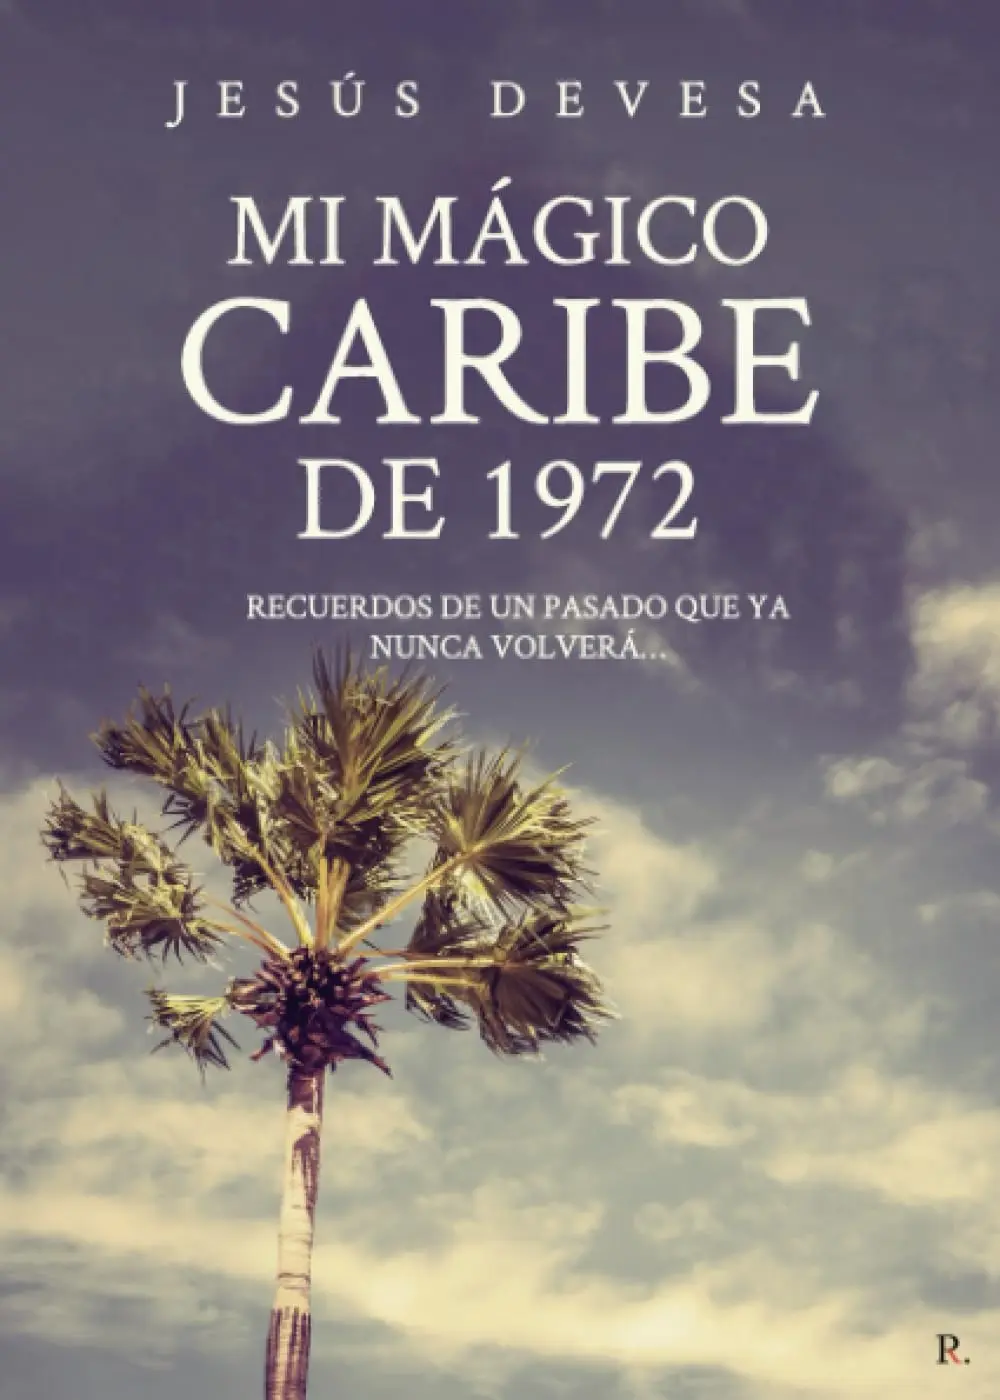 JESÚS DEVESA
MI MÁGICO
CARIBE
DE 1972
RECUERDOS DE UN PASADO QUE YA
NUNCA VOLVERÁ...
R.